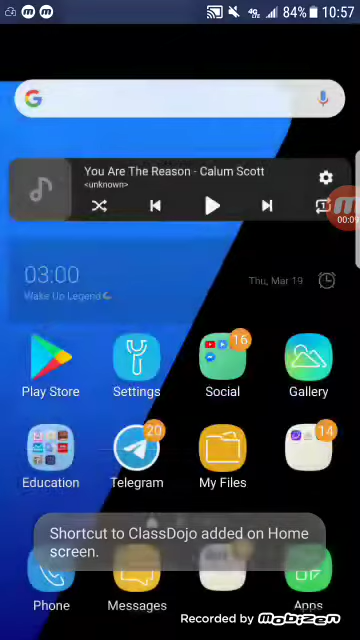 84% 10:57
You Are The Reason - Calum Scott
<unknown>
00:09
03:00
Wake Up Legend
Thu, Mar 19
16
Play Store
Settings
Social
Gallery
20
14
Education
Telegram
My Files
Shortcut to ClassDojo added on Home
screen.
Phone
Messages
Apps
Recorded by Mobizen